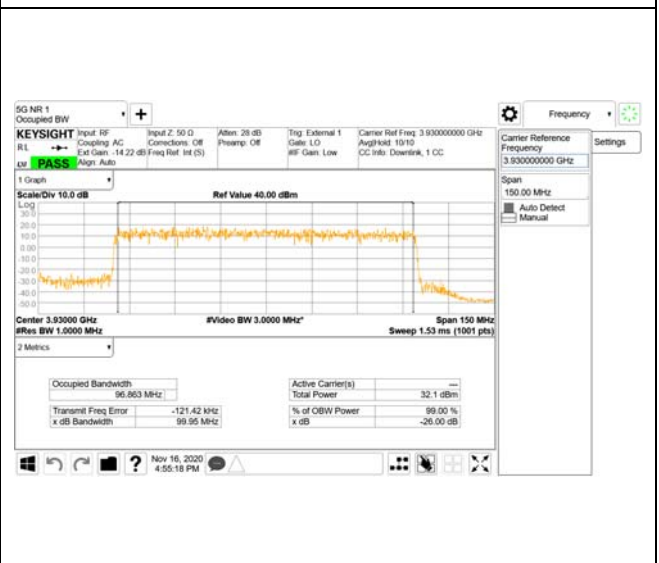 5G NR 1
Occupied BW
Frequency
KEYSIGHT
RL
PASS
Input: RF
Coupling: AC
Ext Gain: -14.22 dB
Align: Auto
Input Z: 50 Ω
Corrections: Off
Freq Ref: Int (S)
Atten: 28 dB
Preamp: Off
Trig: External 1
Gate: LO
#IF Gain: Low
Carrier Ref Freq: 3.930000000 GHz
Avg|Hold: 10/10
CC Info: Downlink, 1 CC
Carrier Reference Frequency
3.930000000 GHz
Settings
Span
150.00 MHz
Auto Detect
Manual
1 Graph
Scale/Div 10.0 dB
Ref Value 40.00 dBm
Log
30.0
20.0
10.0
0.00
-10.0
-20.0
-30.0
-40.0
-50.0
Center 3.93000 GHz
#Video BW 3.0000 MHz*
Span 150 MHz
#Res BW 1.0000 MHz
Sweep 1.53 ms (1001 pts)
2 Metrics
Occupied Bandwidth
96.863 MHz
Active Carrier(s) —
Total Power 32.1 dBm
Transmit Freq Error -121.42 kHz
% of OBW Power 99.00 %
x dB Bandwidth 99.95 MHz
x dB -26.00 dB
Nov 16, 2020
4:55:18 PM